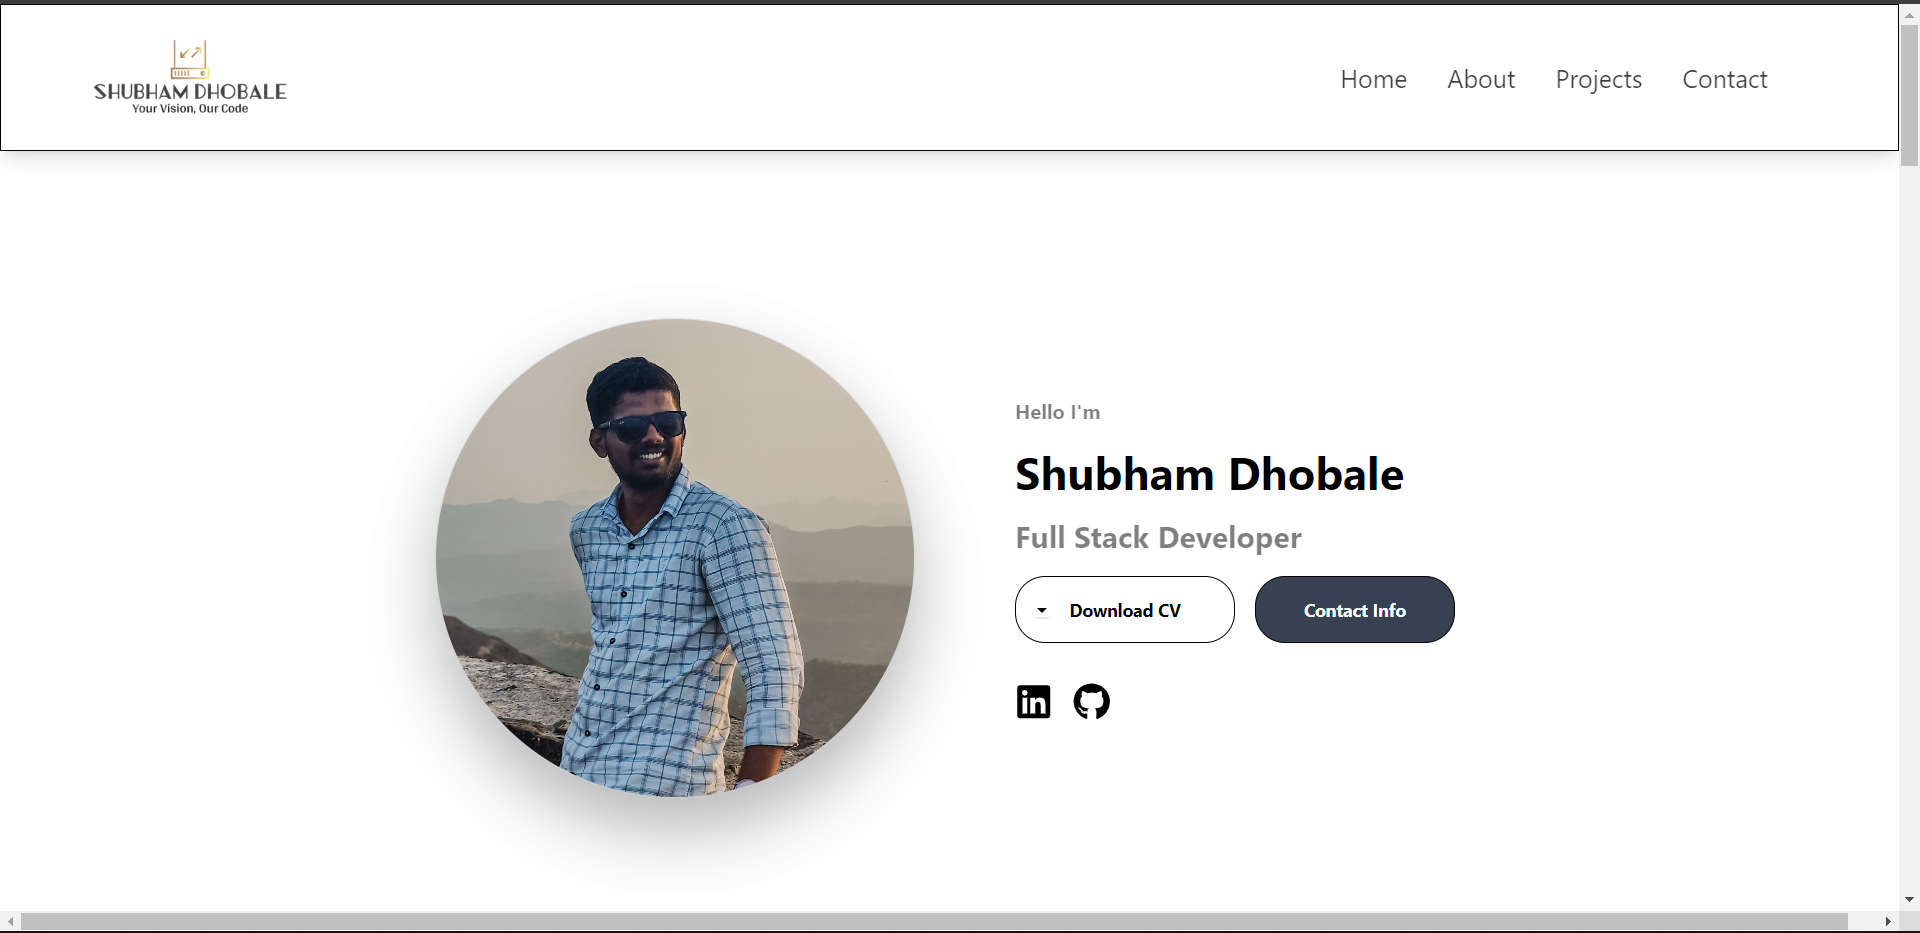 SHUBHAM DHOBALE
Your Vision, Our Code
Home About Projects Contact
Hello I'm
Shubham Dhobale
Full Stack Developer
Download CV
Contact Info
in